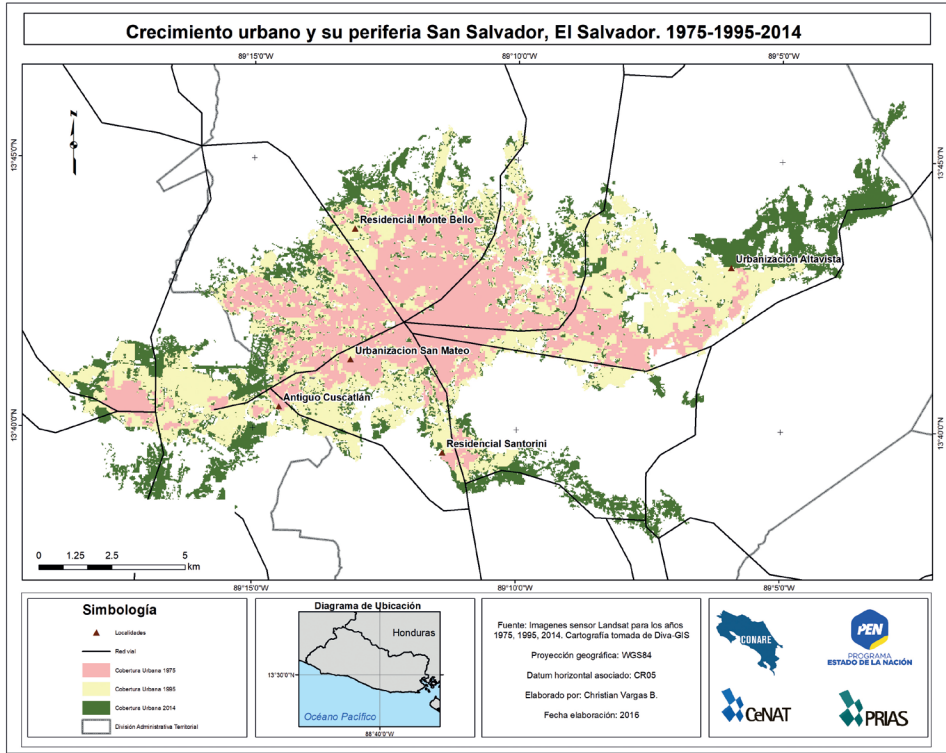 Crecimiento urbano y su periferia San Salvador, El Salvador. 1975-1995-2014
89°15'0"W
89°10'0"W
89°5'0"W
13°45'0"N
13°45'0"N
Residencial Monte Bello
Urbanización Altavista
Urbanizacion San Mateo
Antiguo Cuscatlán
13°40'0"N
13°40'0"N
Residencial Santorini
0 1.25 2.5 5
km
89°15'0"W
89°10'0"W
89°5'0"W
Simbología
Localidades
Red vial
Cobertura Urbana 1975
Cobertura Urbana 1995
Cobertura Urbana 2014
División Administrativa Territorial
Diagrama de Ubicación
Honduras
13°30'0"N
Océano Pacífico
88°40'0"W
Fuente: Imagenes sensor Landsat para los años
1975, 1995, 2014. Cartografía tomada de Diva-GIS
Proyección geográfica: WGS84
Datum horizontal asociado: CR05
Elaborado por: Christian Vargas B.
Fecha elaboración: 2016
CONARE
PEN
PROGRAMA
ESTADO DE LA NACIÓN
CeNAT
PRIAS